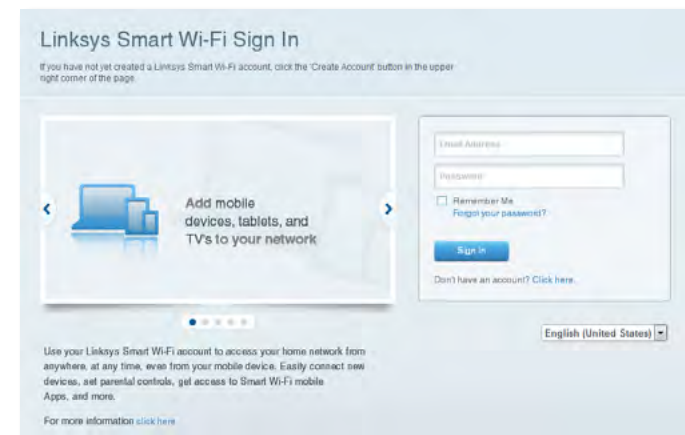 Linksys Smart Wi-Fi Sign In
If you have not yet created a Linksys Smart Wi-Fi account, click the 'Create Account' button in the upper
right corner of the page.
Add mobile
devices, tablets, and
TV's to your network
Email Address
Password
Remember Me
Forgot your password?
Sign In
Don't have an account? Click here.
English (United States)
Use your Linksys Smart Wi-Fi account to access your home network from
anywhere, at any time, even from your mobile device. Easily connect new
devices, set parental controls, get access to Smart Wi-Fi mobile
Apps, and more.
For more information click here